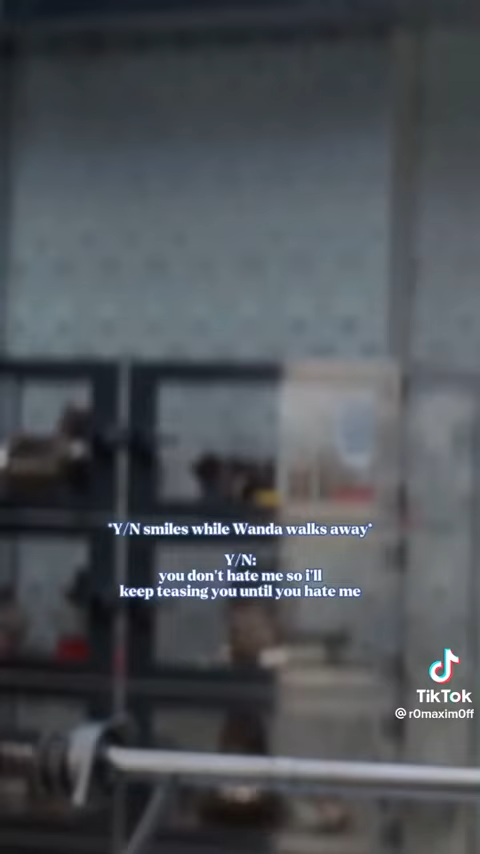 "Y/N smiles while Wanda walks away"
Y/N:
you don't hate me so i'll
keep teasing you until you hate me
TikTok
@ r0maxim0ff